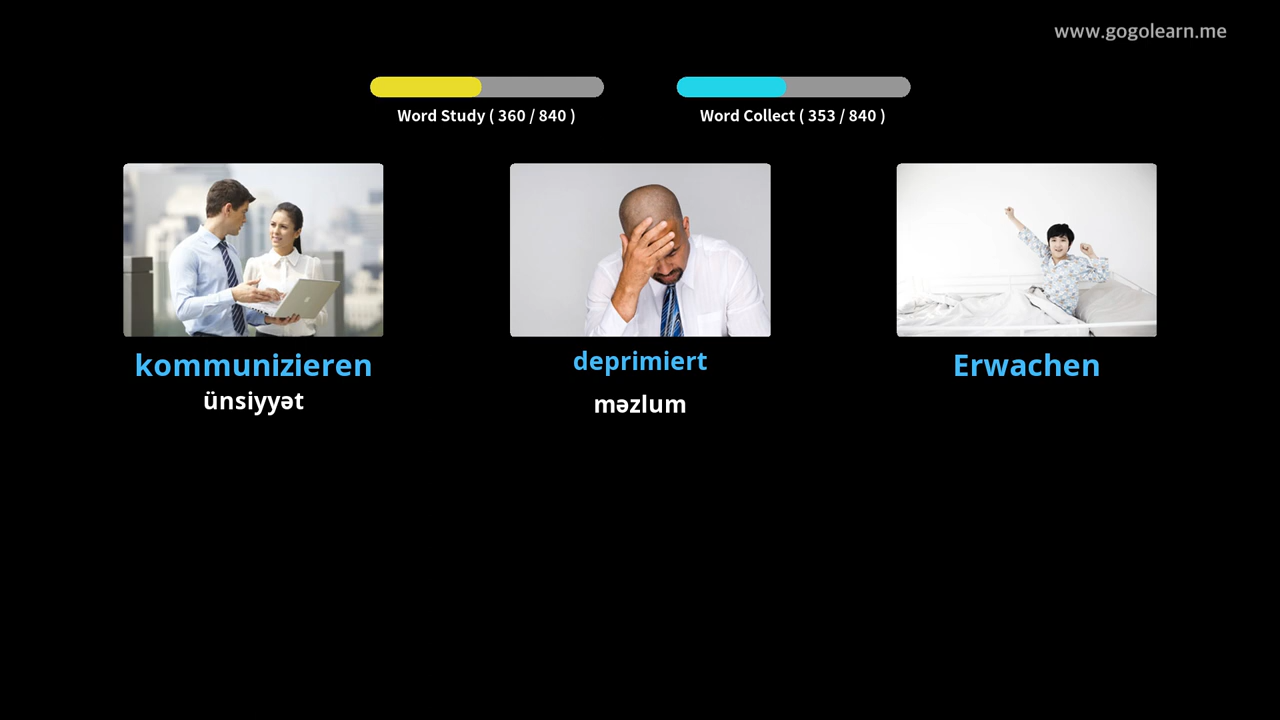 www.gogolearn.me
Word Study ( 360 / 840 )
Word Collect ( 353 / 840 )
kommunizieren
ünsiyyət
deprimiert
məzlum
Erwachen